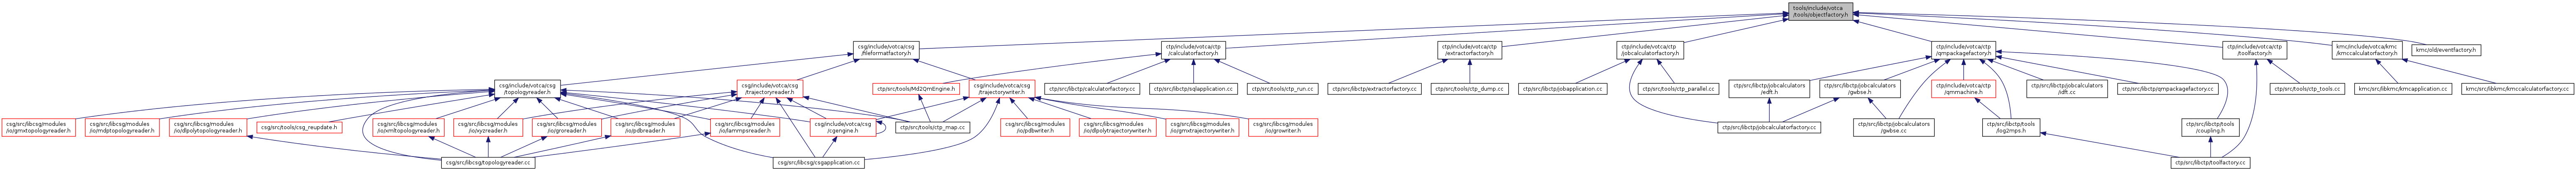 tools/include/votca
/tools/objectfactory.h
csg/include/votca/csg
/fileformatfactory.h
ctp/include/votca/ctp
/calculatorfactory.h
ctp/include/votca/ctp
/extractorfactory.h
ctp/include/votca/ctp
/jobcalculatorfactory.h
ctp/include/votca/ctp
/qmpackagefactory.h
ctp/include/votca/ctp
/toolfactory.h
kmc/include/votca/kmc
/kmccalculatorfactory.h
kmc/old/eventfactory.h
csg/include/votca/csg
/topologyreader.h
csg/include/votca/csg
/trajectoryreader.h
ctp/src/tools/Md2QmEngine.h
csg/include/votca/csg
/trajectorywriter.h
ctp/src/libctp/calculatorfactory.cc
ctp/src/libctp/sqlapplication.cc
ctp/src/tools/ctp_run.cc
ctp/src/libctp/extractorfactory.cc
ctp/src/tools/ctp_dump.cc
ctp/src/libctp/jobapplication.cc
ctp/src/tools/ctp_parallel.cc
ctp/src/libctp/jobcalculators
/edft.h
ctp/src/libctp/jobcalculators
/gwbse.h
ctp/include/votca/ctp
/qmmachine.h
ctp/src/libctp/jobcalculators
/dft.cc
ctp/src/libctp/qmpackagefactory.cc
ctp/src/tools/ctp_tools.cc
kmc/src/libkmc/kmcapplication.cc
kmc/src/libkmc/kmccalculatorfactory.cc
csg/src/libcsg/modules
/io/gmxtopologyreader.h
csg/src/libcsg/modules
/io/mdptopologyreader.h
csg/src/libcsg/modules
/io/dlpolytopologyreader.h
csg/src/tools/csg_reupdate.h
csg/src/libcsg/modules
/io/xmltopologyreader.h
csg/src/libcsg/modules
/io/xyzreader.h
csg/src/libcsg/modules
/io/groreader.h
csg/src/libcsg/modules
/io/pdbreader.h
csg/src/libcsg/modules
/io/lammpsreader.h
csg/include/votca/csg
/cgengine.h
ctp/src/tools/ctp_map.cc
csg/src/libcsg/modules
/io/pdbwriter.h
csg/src/libcsg/modules
/io/dlpolytrajectorywriter.h
csg/src/libcsg/modules
/io/gmxtrajectorywriter.h
csg/src/libcsg/modules
/io/growriter.h
ctp/src/libctp/jobcalculatorfactory.cc
ctp/src/libctp/jobcalculators
/gwbse.cc
ctp/src/libctp/tools
/log2mps.h
ctp/src/libctp/tools
/coupling.h
csg/src/libcsg/topologyreader.cc
csg/src/libcsg/csgapplication.cc
ctp/src/libctp/toolfactory.cc